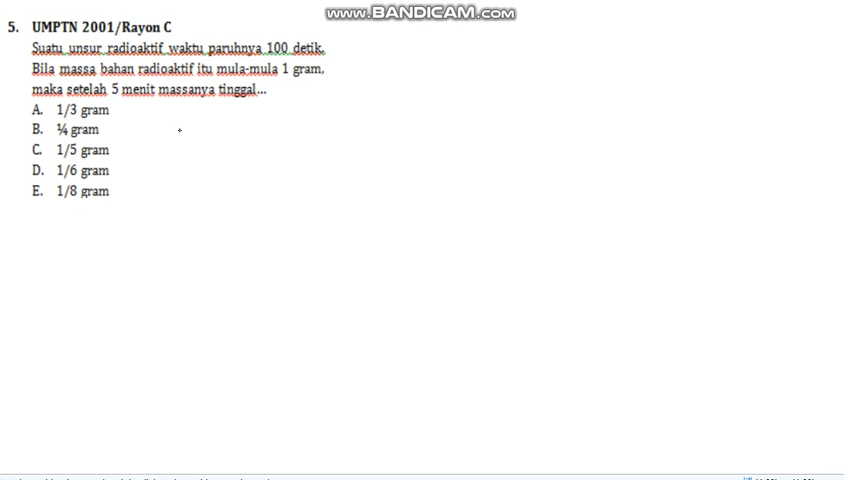 www.BANDICAM.com
5. UMPTN 2001/Rayon C
Suatu unsur radioaktif waktu paruhnya 100 detik.
Bila massa bahan radioaktif itu mula-mula 1 gram,
maka setelah 5 menit massanya tinggal...
A. 1/3 gram
B. ¼ gram
C. 1/5 gram
D. 1/6 gram
E. 1/8 gram